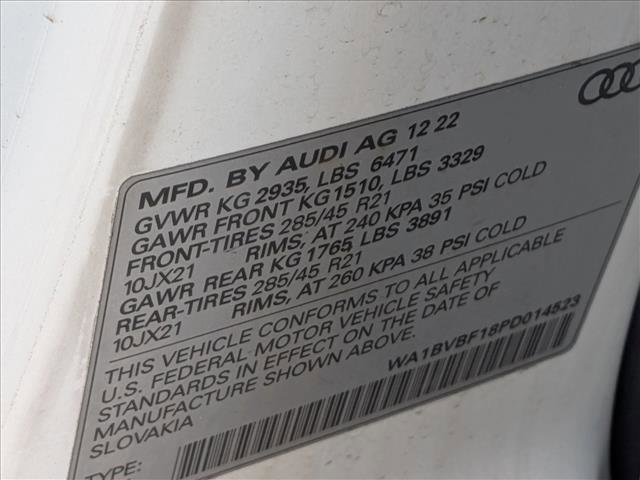 MFD. BY AUDI AG 12 22
GVWR KG 2935, LBS 6471
GAWR FRONT KG 1510, LBS 3329
FRONT-TIRES 285/45 R21
10JX21 RIMS, AT 240 KPA 35 PSI COLD
GAWR REAR KG 1765, LBS 3891
REAR-TIRES 285/45 R21
10JX21 RIMS, AT 260 KPA 38 PSI COLD
THIS VEHICLE CONFORMS TO ALL APPLICABLE
U.S. FEDERAL MOTOR VEHICLE SAFETY
STANDARDS IN EFFECT ON THE DATE OF
MANUFACTURE SHOWN ABOVE.
SLOVAKIA WA1BVBF18PD014523
TYPE: